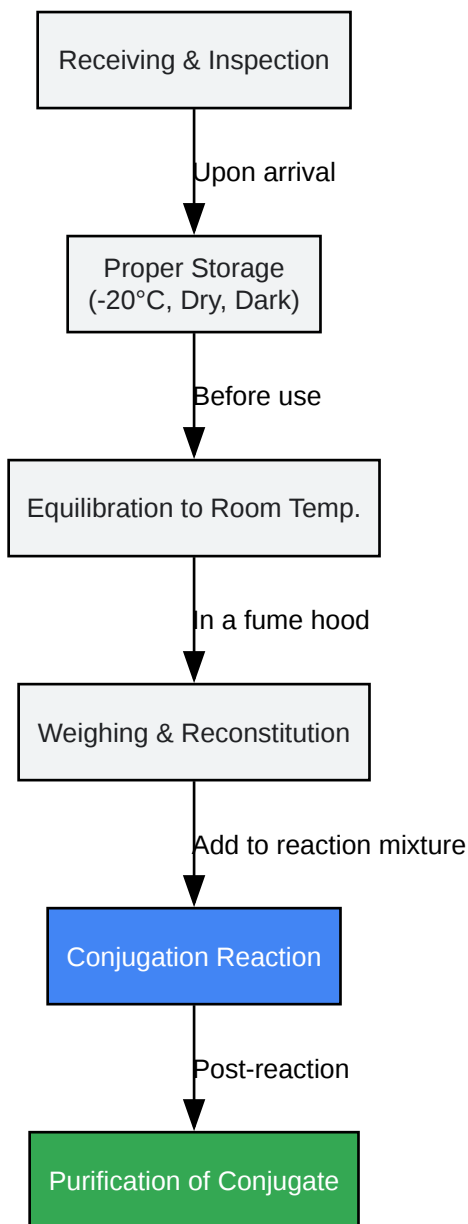 Receiving & Inspection
Upon arrival
Proper Storage
(-20°C, Dry, Dark)
Before use
Equilibration to Room Temp.
In a fume hood
Weighing & Reconstitution
Add to reaction mixture
Conjugation Reaction
Post-reaction
Purification of Conjugate